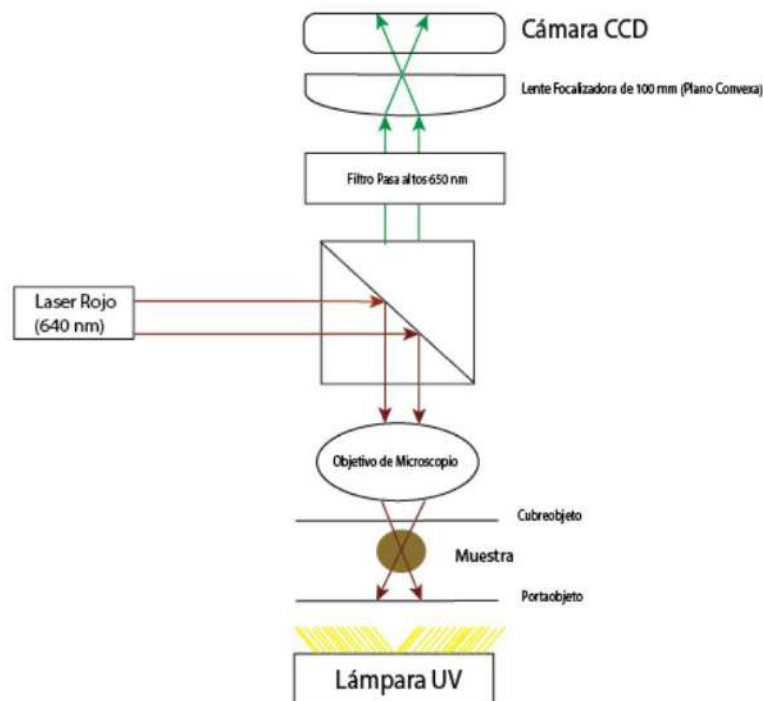 Cámara CCD
Lente Focalizadora de 100 mm (Plano Convexa)
Filtro Pasa altos 650 nm
Laser Rojo
(640 nm)
Objetivo de Microscopio
Cubreobjeto
Muestra
Portaobjeto
Lámpara UV